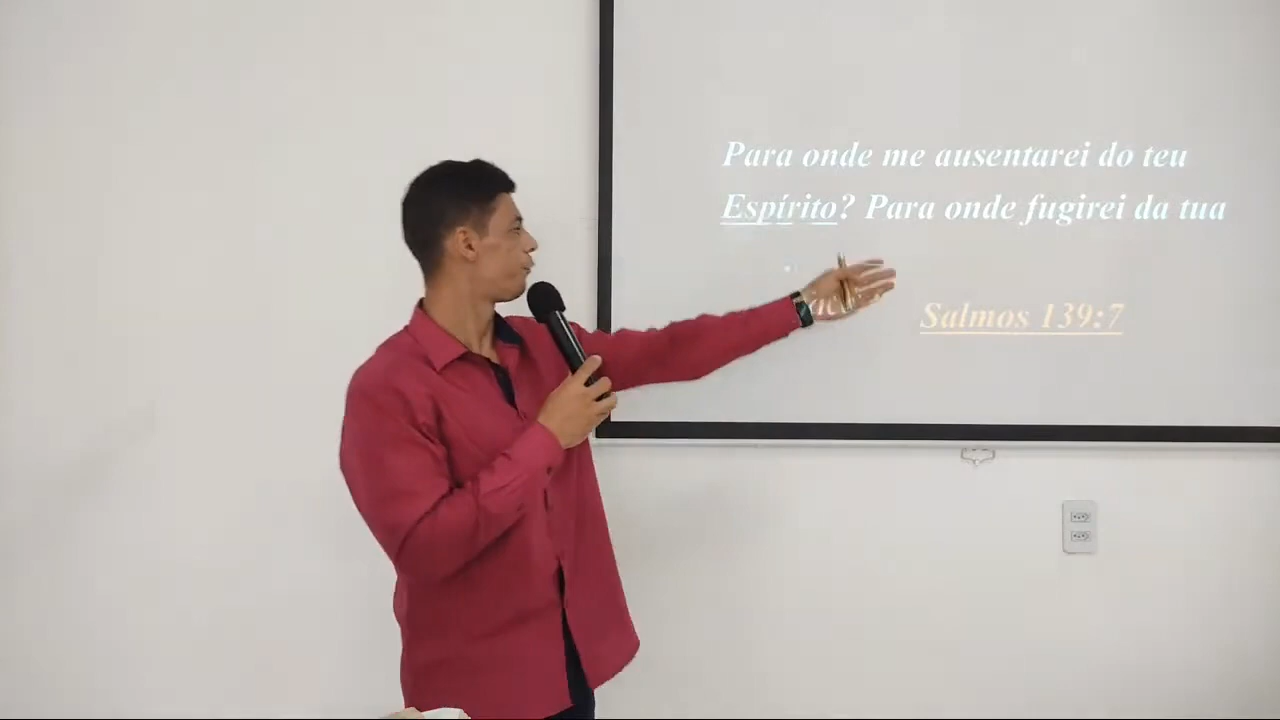 Para onde me ausentarei do teu
Espírito? Para onde fugirei da tua
Salmos 139:7